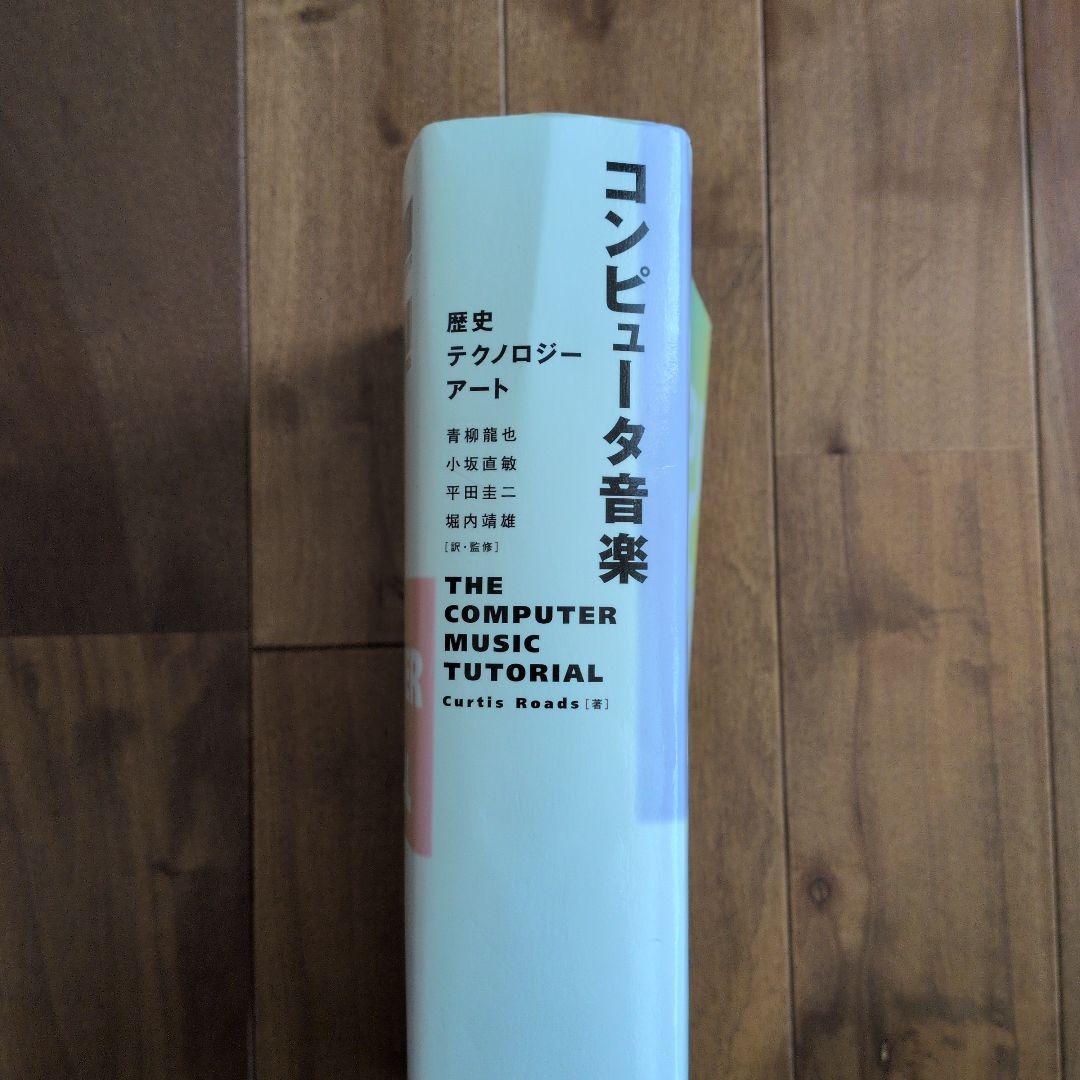 コンピュータ音楽
歴史
テクノロジー
アート
青柳龍也
小坂直敏
平田圭二
堀内靖雄
[訳・監修]
THE
COMPUTER
MUSIC
TUTORIAL
Curtis Roads [著]
ER